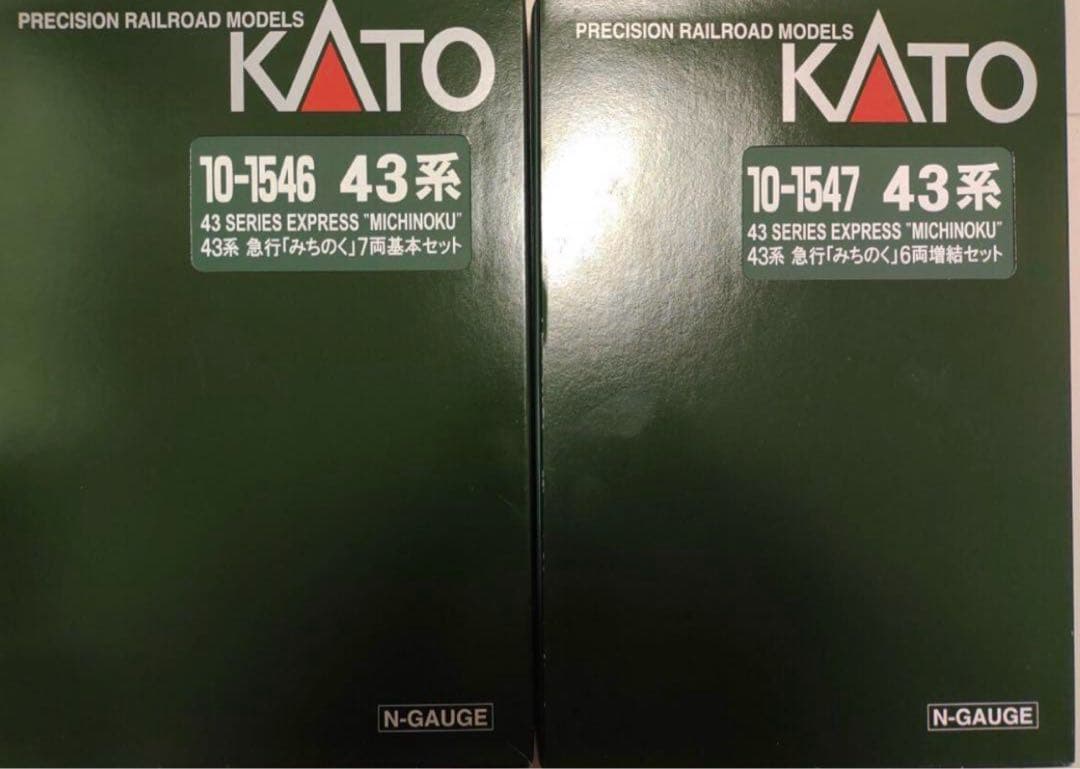 PRECISION RAILROAD MODELS
KATO
10-1546 43系
43 SERIES EXPRESS "MICHINOKU"
43系 急行「みちのく」7両基本セット
N-GAUGE
PRECISION RAILROAD MODELS
KATO
10-1547 43系
43 SERIES EXPRESS "MICHINOKU"
43系 急行「みちのく」6両増結セット
N-GAUGE